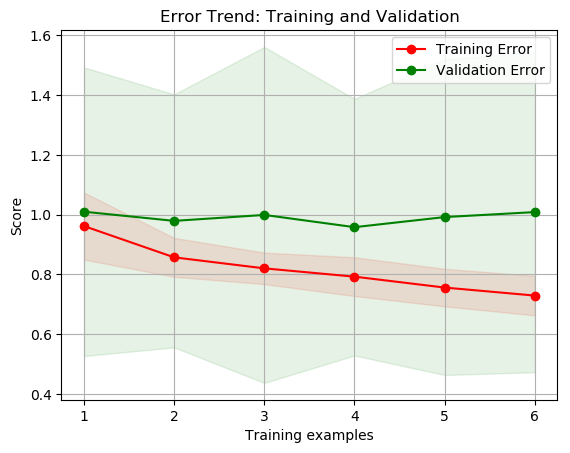 Error Trend: Training and Validation
1.6
1.4
1.2
1.0
0.8
0.6
0.4
Score
Training Error
Validation Error
1 2 3 4 5 6
Training examples